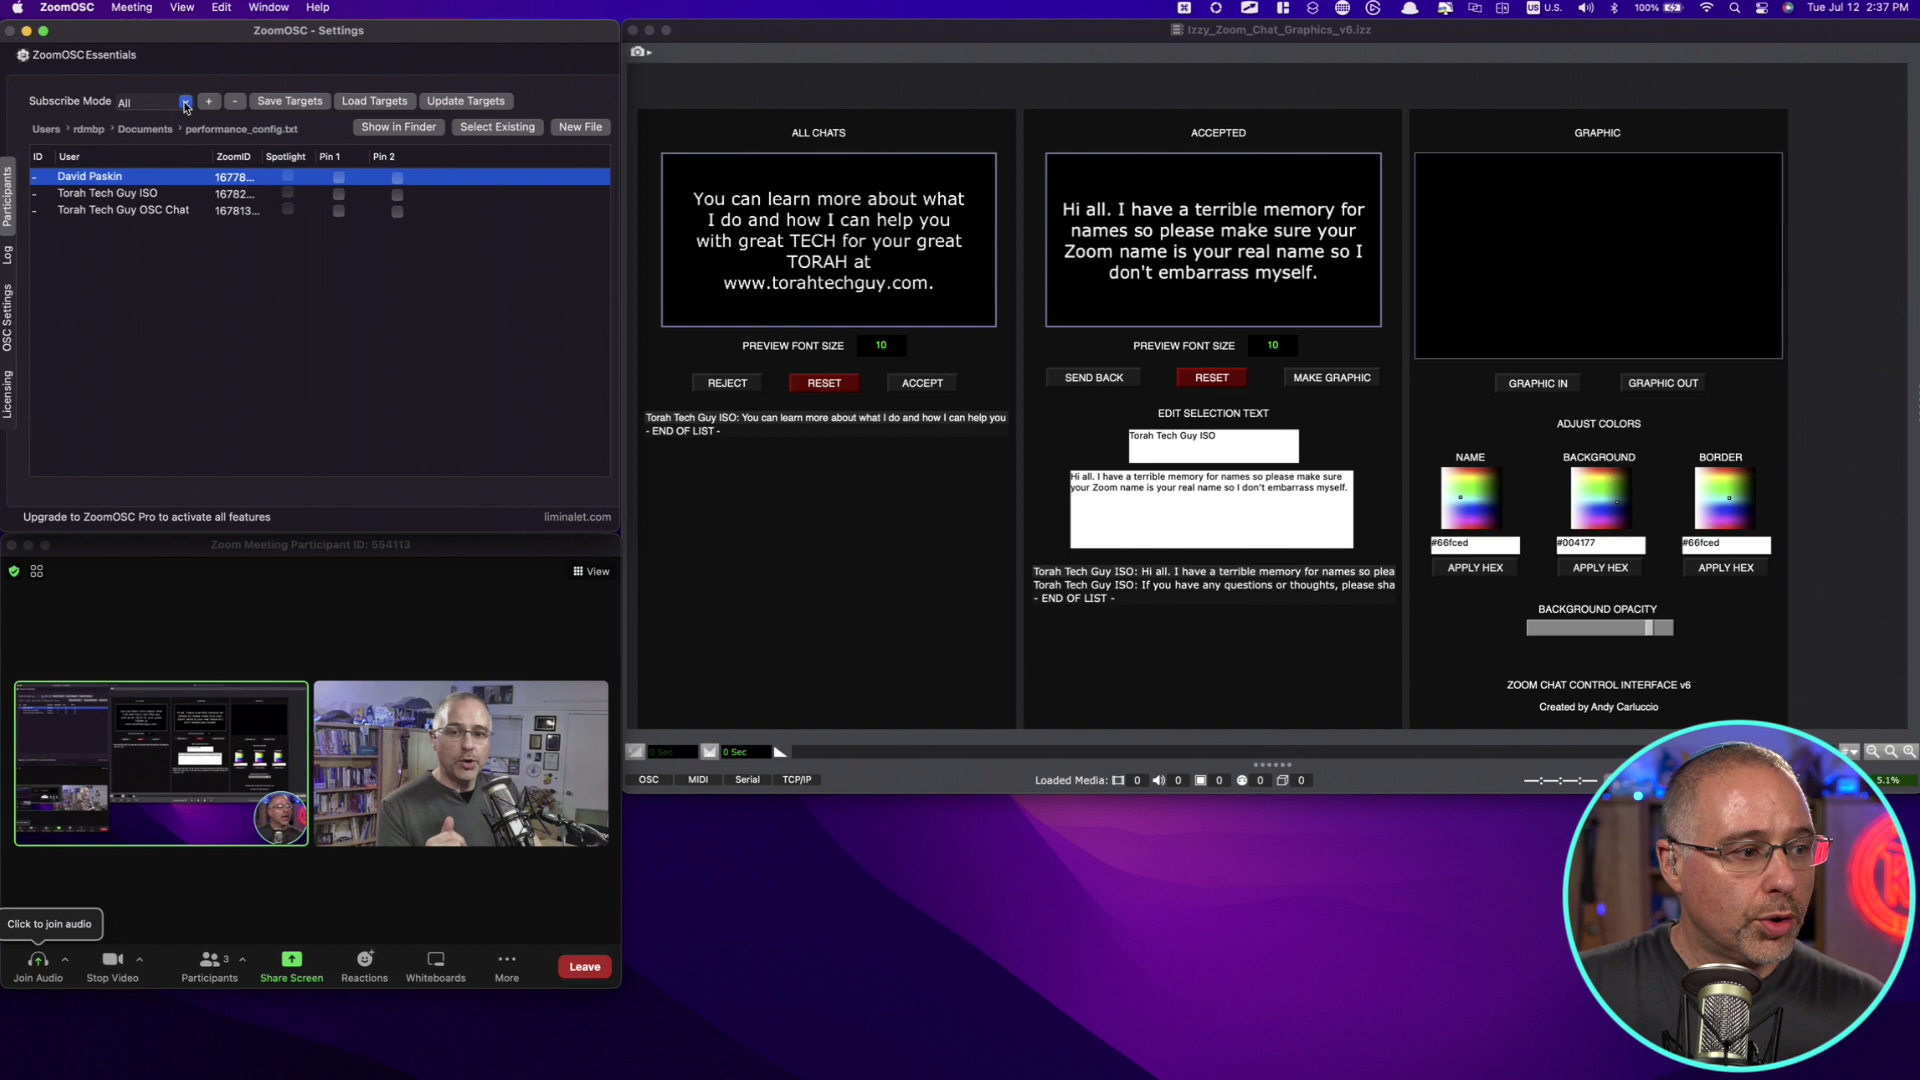 ZoomOSC Meeting View Edit Window Help
U.S. 100% Tue Jul 12 2:37 PM
ZoomOSC - Settings
ZoomOSC Essentials
Subscribe Mode All + - Save Targets Load Targets Update Targets
Users > rdmbp > Documents > performance_config.txt Show in Finder Select Existing New File
ID User ZoomID Spotlight Pin 1 Pin 2
- David Paskin 16778...
- Torah Tech Guy ISO 16782...
- Torah Tech Guy OSC Chat 167813...
Participants
Log
OSC Settings
Licensing
Upgrade to ZoomOSC Pro to activate all features liminalet.com
Zoom Meeting Participant ID: 554113
View
Click to join audio
Join Audio Stop Video Participants 3 Share Screen Reactions Whiteboards More Leave
Izzy_Zoom_Chat_Graphics_v6.izz
ALL CHATS
You can learn more about what
I do and how I can help you
with great TECH for your great
TORAH at
www.torahtechguy.com.
PREVIEW FONT SIZE 10
REJECT RESET ACCEPT
Torah Tech Guy ISO: You can learn more about what I do and how I can help you
- END OF LIST -
ACCEPTED
Hi all. I have a terrible memory for
names so please make sure your
Zoom name is your real name so I
don't embarrass myself.
PREVIEW FONT SIZE 10
SEND BACK RESET MAKE GRAPHIC
EDIT SELECTION TEXT
Torah Tech Guy ISO
Hi all. I have a terrible memory for names so please make sure
your Zoom name is your real name so I don't embarrass myself.
Torah Tech Guy ISO: Hi all. I have a terrible memory for names so plea
Torah Tech Guy ISO: If you have any questions or thoughts, please sha
- END OF LIST -
GRAPHIC
GRAPHIC IN GRAPHIC OUT
ADJUST COLORS
NAME BACKGROUND BORDER
#66fced #004177 #66fced
APPLY HEX APPLY HEX APPLY HEX
BACKGROUND OPACITY
ZOOM CHAT CONTROL INTERFACE v6
Created by Andy Carluccio
0 Sec 0 Sec
OSC MIDI Serial TCP/IP Loaded Media: 0 0 0 0 0 --:--:--
5.1%